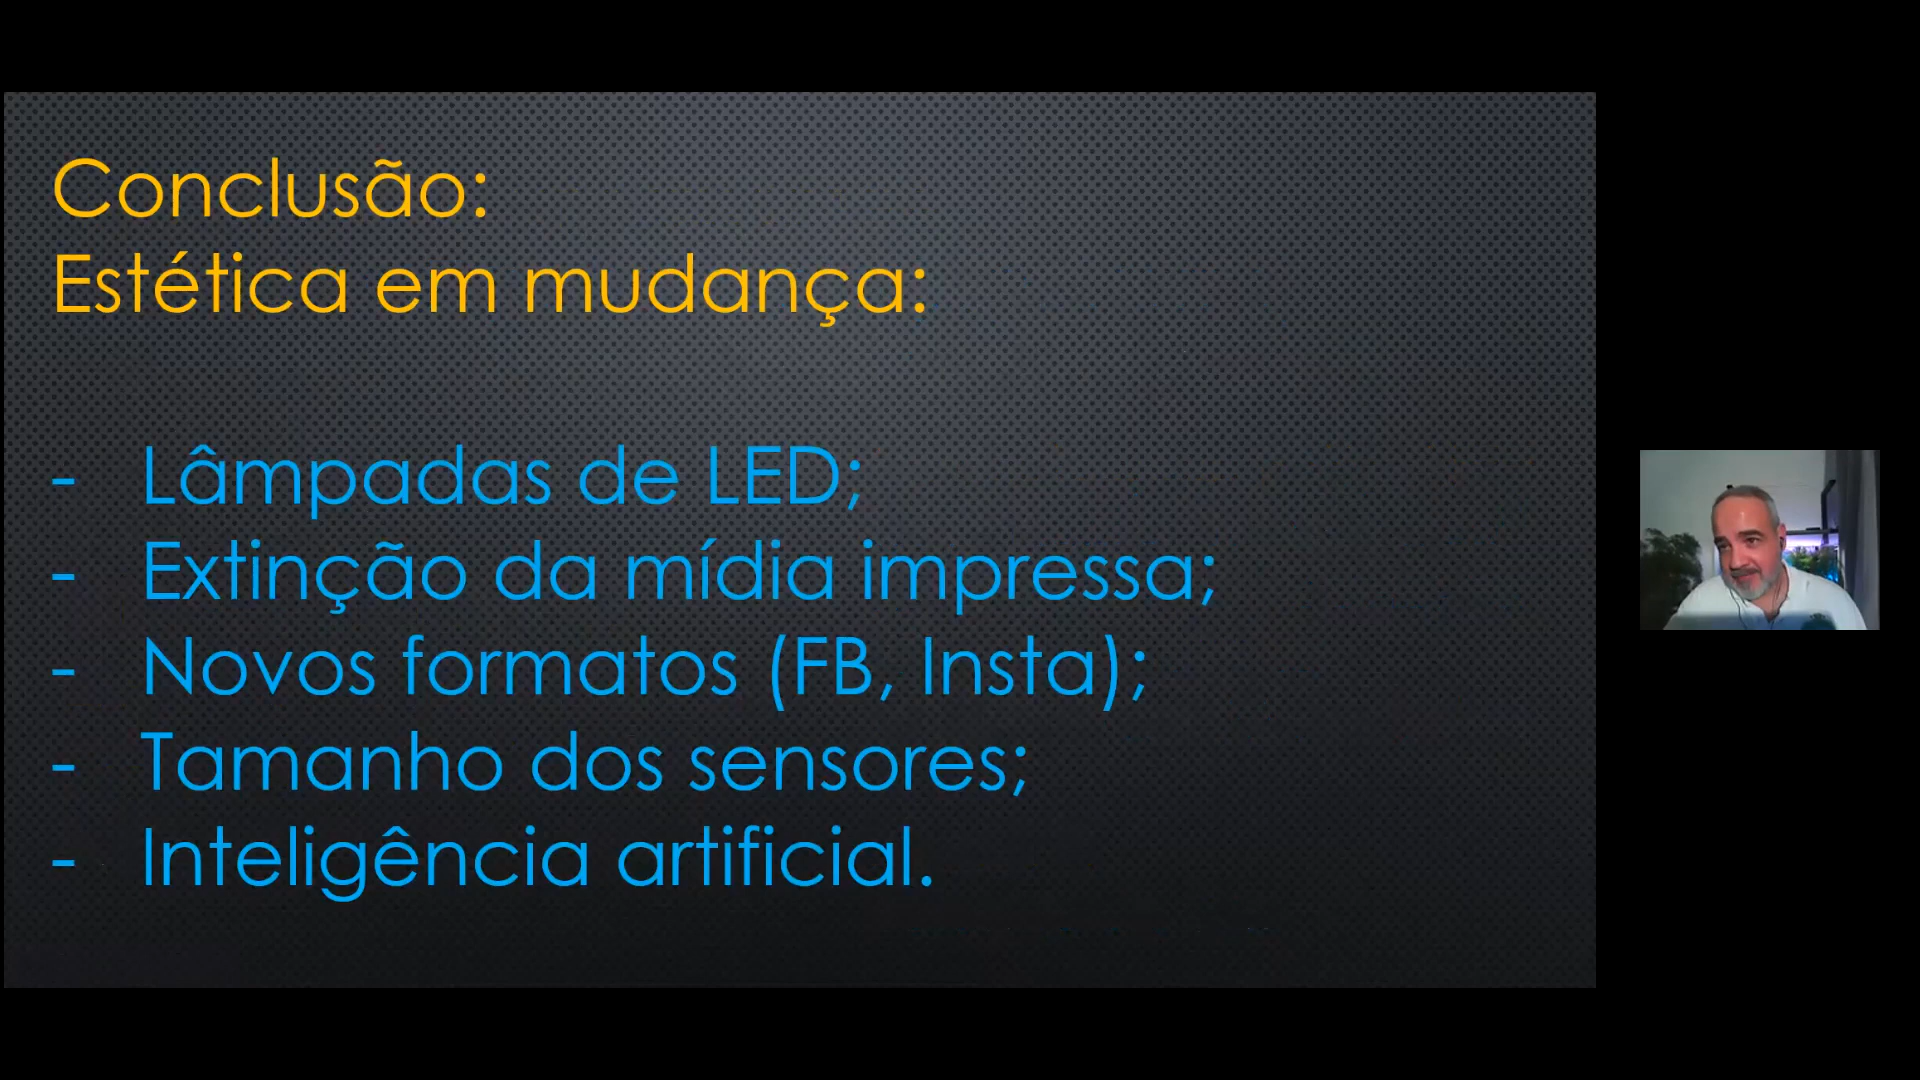 Conclusão:
Estética em mudança:
- Lâmpadas de LED;
- Extinção da mídia impressa;
- Novos formatos (FB, Insta);
- Tamanho dos sensores;
- Inteligência artificial.